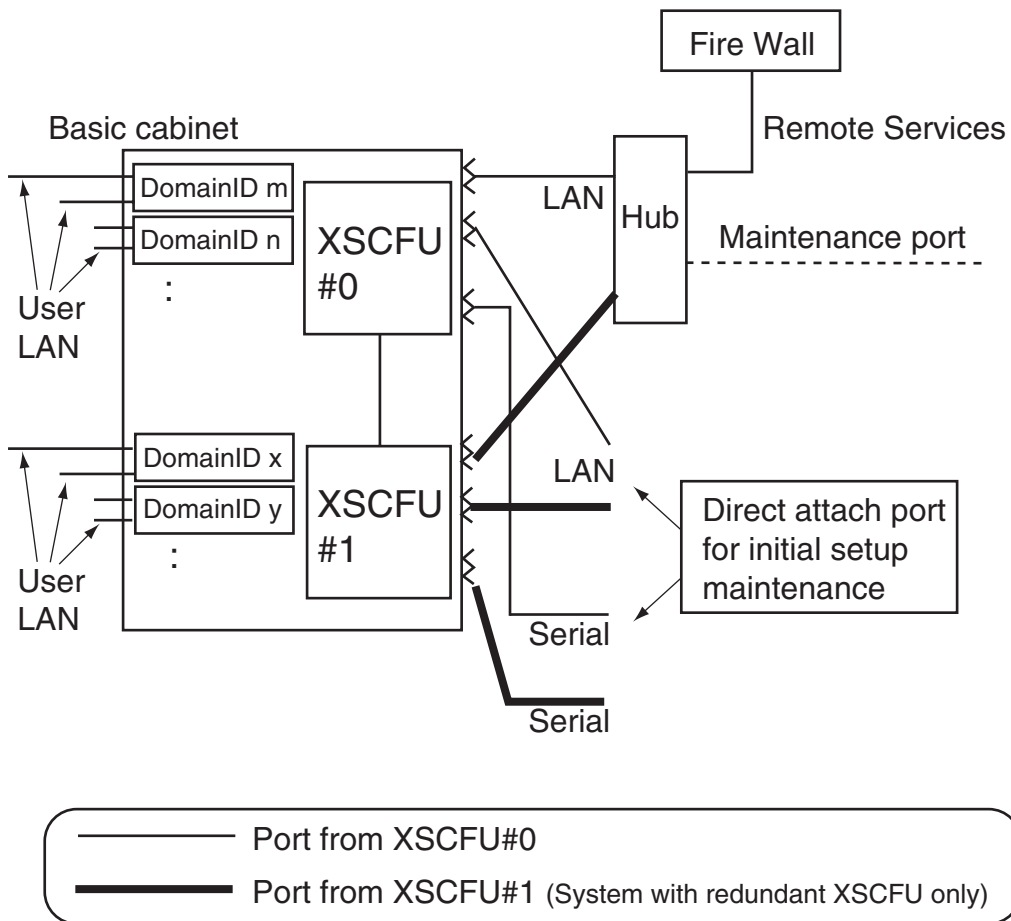 Fire Wall
Basic cabinet
Remote Services
DomainID m
LAN
XSCFU
#0
Hub
DomainID n
Maintenance port
:
User
LAN
DomainID x
LAN
XSCFU
#1
DomainID y
Direct attach port
for initial setup
maintenance
:
User
LAN
Serial
Serial
Port from XSCFU#0
Port from XSCFU#1 (System with redundant XSCFU only)